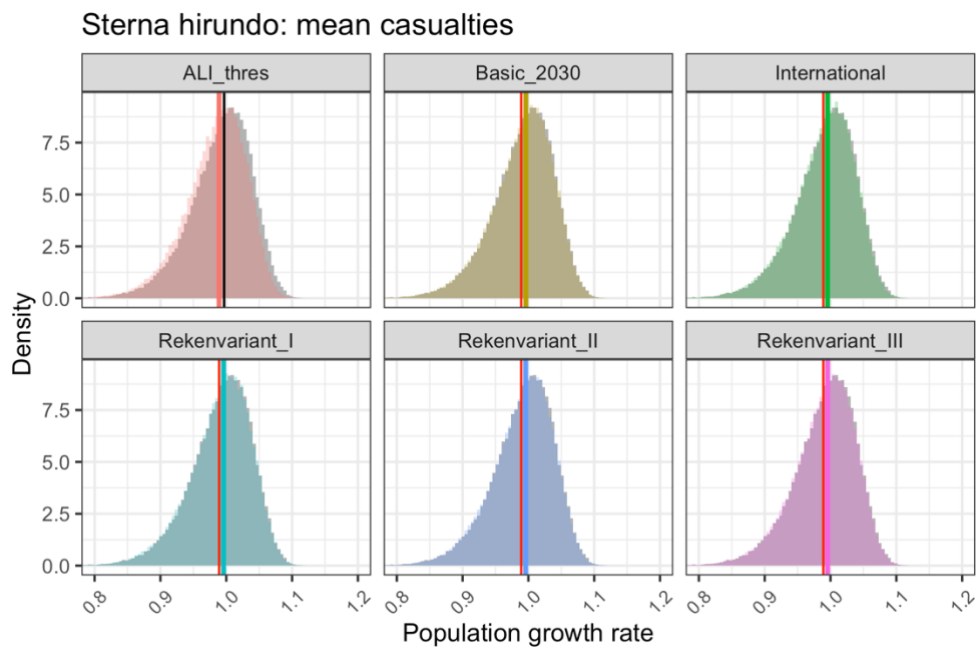 Sterna hirundo: mean casualties
ALI_thres Basic_2030 International
7.5
5.0
2.5
0.0
Density
Rekenvariant_I Rekenvariant_II Rekenvariant_III
7.5
5.0
2.5
0.0
0.8 0.9 1.0 1.1 1.2 0.8 0.9 1.0 1.1 1.2 0.8 0.9 1.0 1.1 1.2
Population growth rate